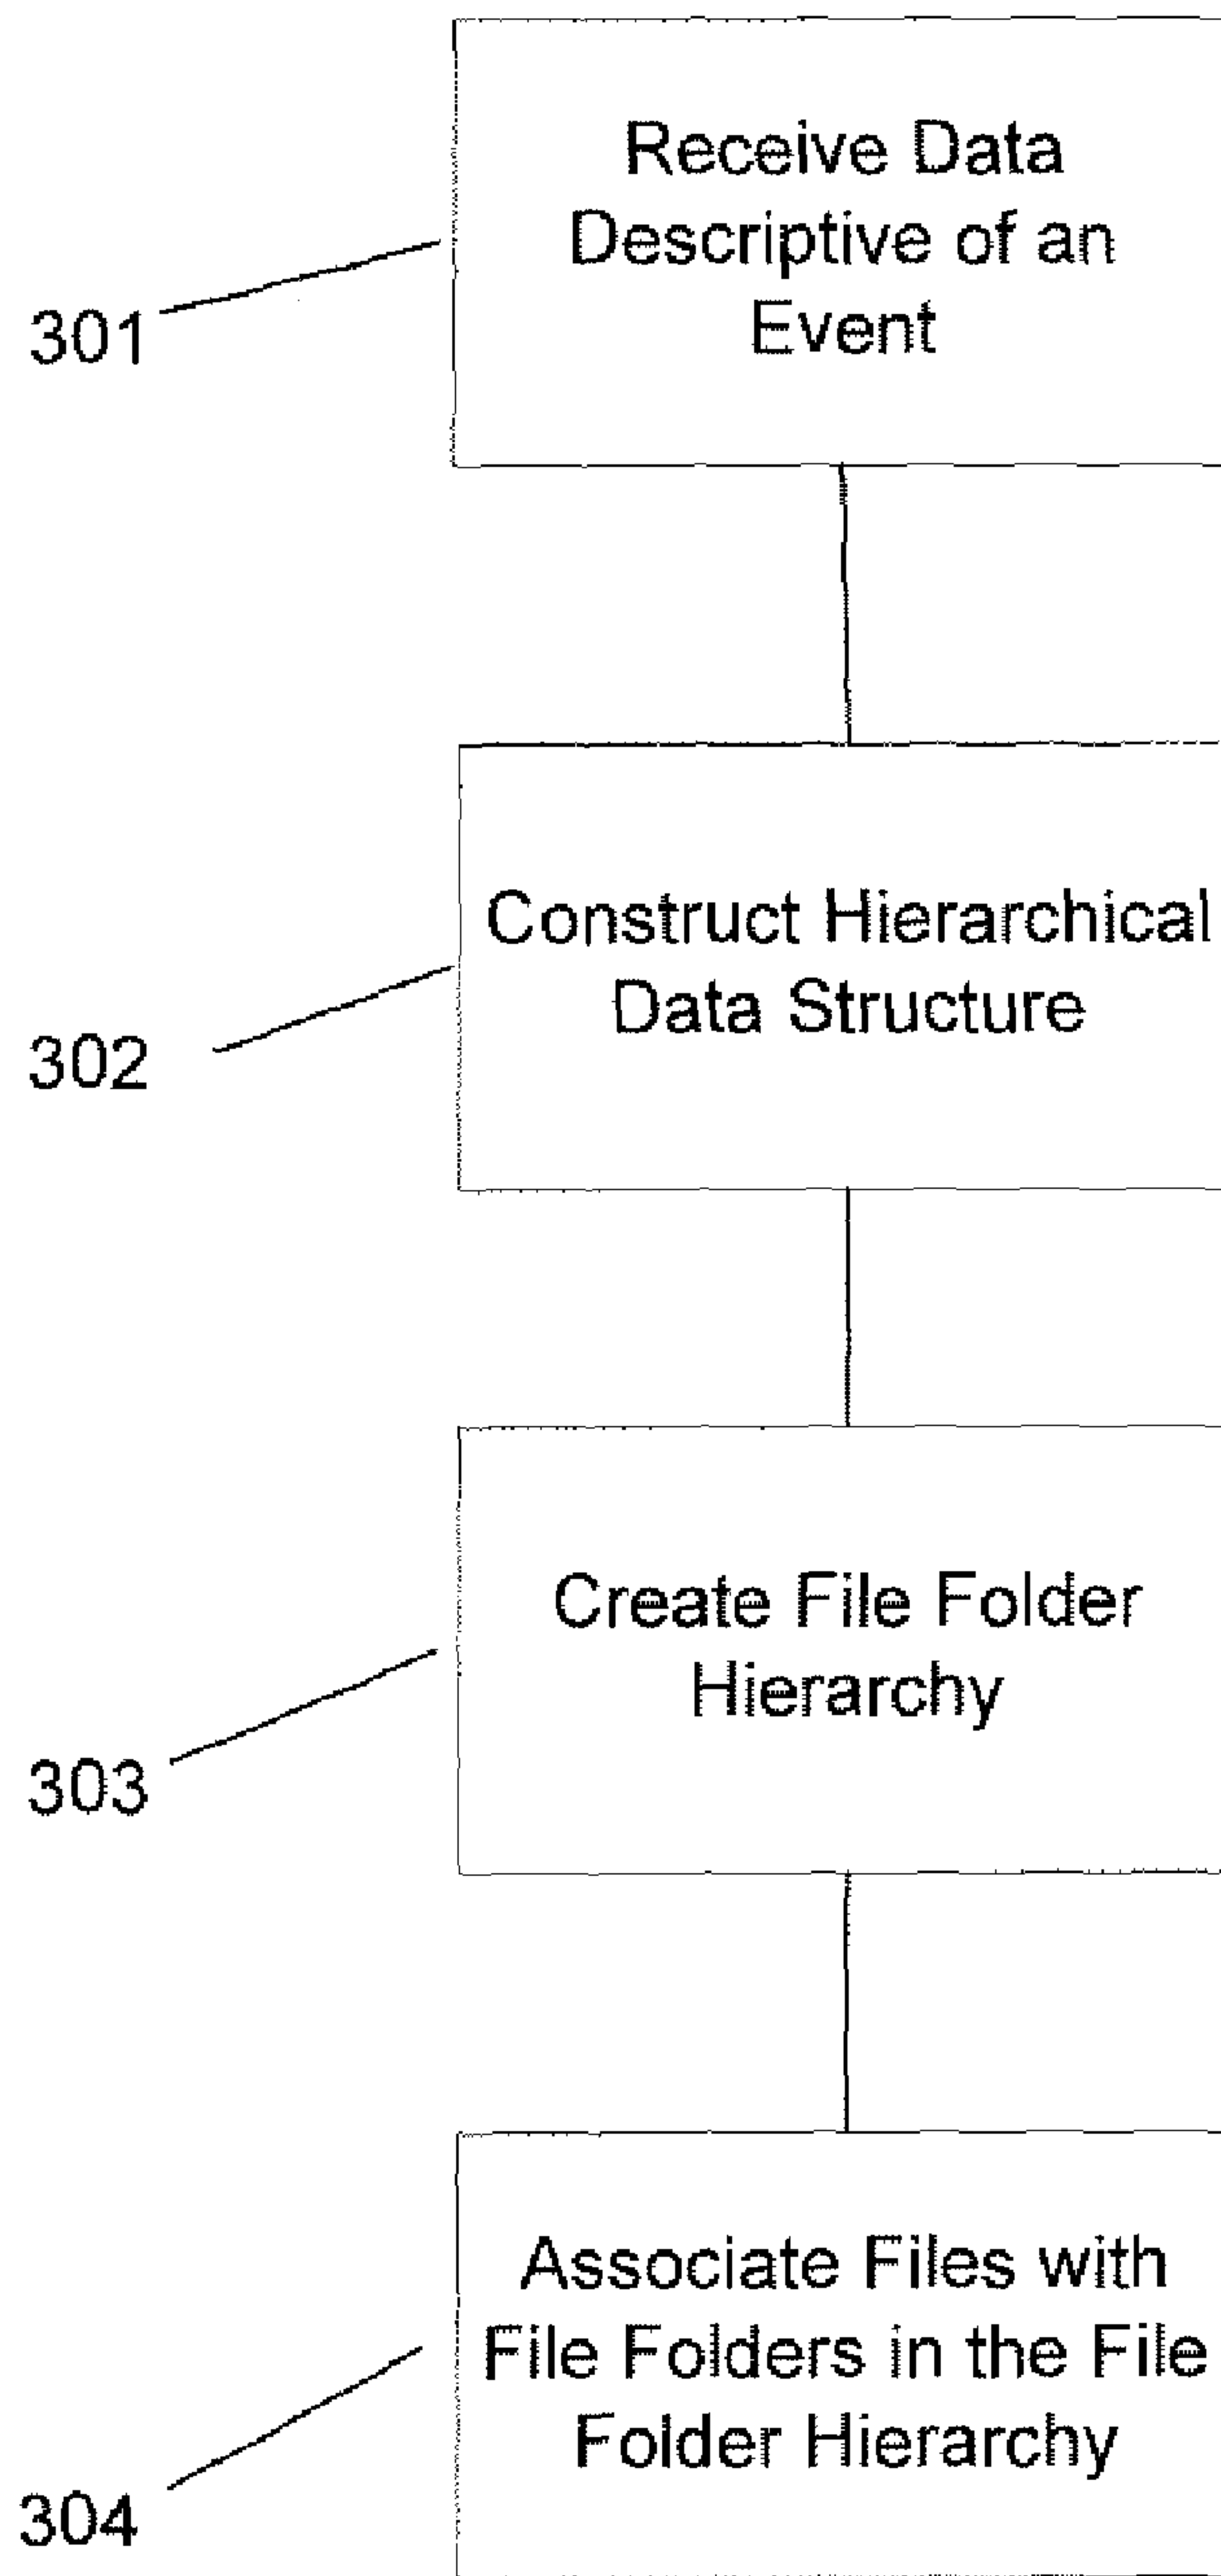 Receive Data
Descriptive of an
Event
301
Construct Hierarchical
Data Structure
302
Create File Folder
Hierarchy
303
Associate Files with
File Folders in the File
Folder Hierarchy
304